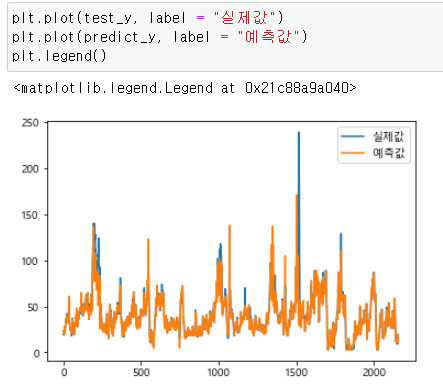 plt.plot(test_y, label = "실제값")
plt.plot(predict_y, label = "예측값")
plt.legend()
<matplotlib.legend.Legend at 0x21c88a9a040>
250
200
150
100
50
0
실제값
예측값
0
500
1000
1500
2000